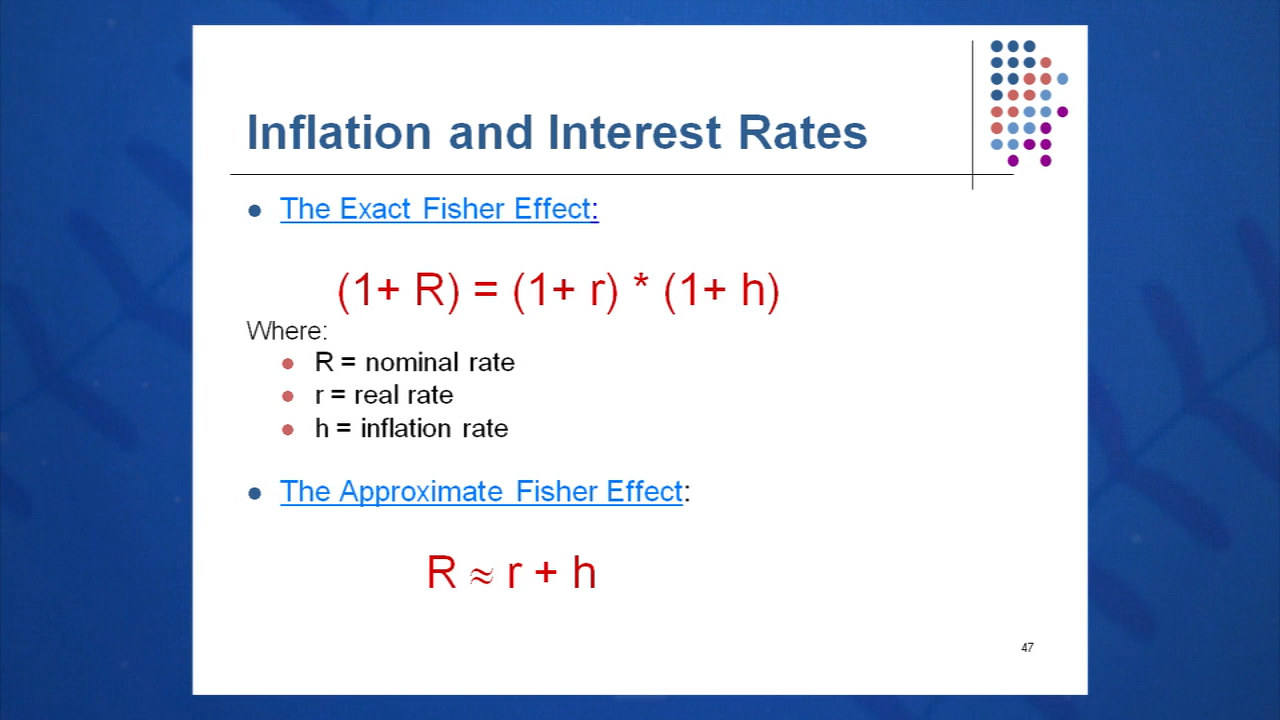 Inflation and Interest Rates
● The Exact Fisher Effect:
(1+ R) = (1+ r) * (1+ h)
Where:
● R = nominal rate
● r = real rate
● h = inflation rate
● The Approximate Fisher Effect:
R ≈ r + h
47